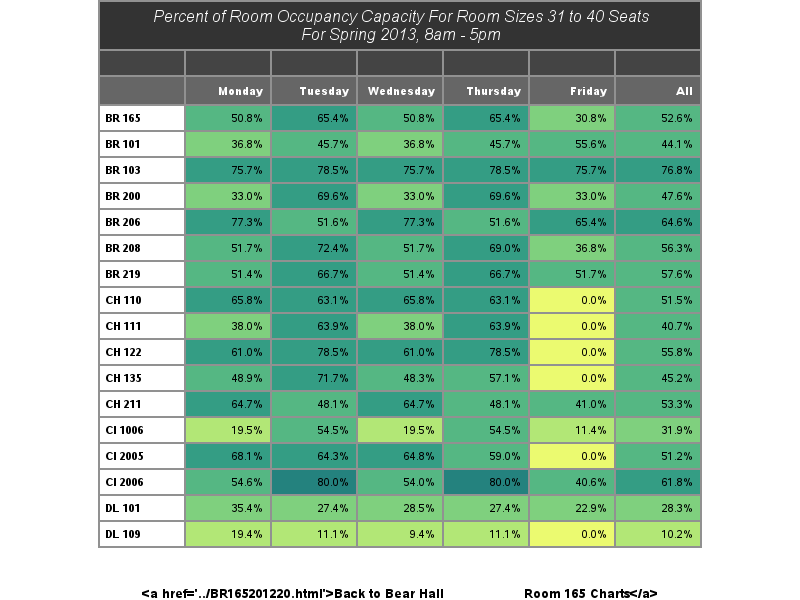 Percent of Room Occupancy Capacity For Room Sizes 31 to 40 Seats
For Spring 2013, 8am - 5pm
Monday Tuesday Wednesday Thursday Friday All
BR 165 50.8% 65.4% 50.8% 65.4% 30.8% 52.6%
BR 101 36.8% 45.7% 36.8% 45.7% 55.6% 44.1%
BR 103 75.7% 78.5% 75.7% 78.5% 75.7% 76.8%
BR 200 33.0% 69.6% 33.0% 69.6% 33.0% 47.6%
BR 206 77.3% 51.6% 77.3% 51.6% 65.4% 64.6%
BR 208 51.7% 72.4% 51.7% 69.0% 36.8% 56.3%
BR 219 51.4% 66.7% 51.4% 66.7% 51.7% 57.6%
CH 110 65.8% 63.1% 65.8% 63.1% 0.0% 51.5%
CH 111 38.0% 63.9% 38.0% 63.9% 0.0% 40.7%
CH 122 61.0% 78.5% 61.0% 78.5% 0.0% 55.8%
CH 135 48.9% 71.7% 48.3% 57.1% 0.0% 45.2%
CH 211 64.7% 48.1% 64.7% 48.1% 41.0% 53.3%
CI 1006 19.5% 54.5% 19.5% 54.5% 11.4% 31.9%
CI 2005 68.1% 64.3% 64.8% 59.0% 0.0% 51.2%
CI 2006 54.6% 80.0% 54.0% 80.0% 40.6% 61.8%
DL 101 35.4% 27.4% 28.5% 27.4% 22.9% 28.3%
DL 109 19.4% 11.1% 9.4% 11.1% 0.0% 10.2%
<a href='../BR165201220.html'>Back to Bear Hall Room 165 Charts</a>